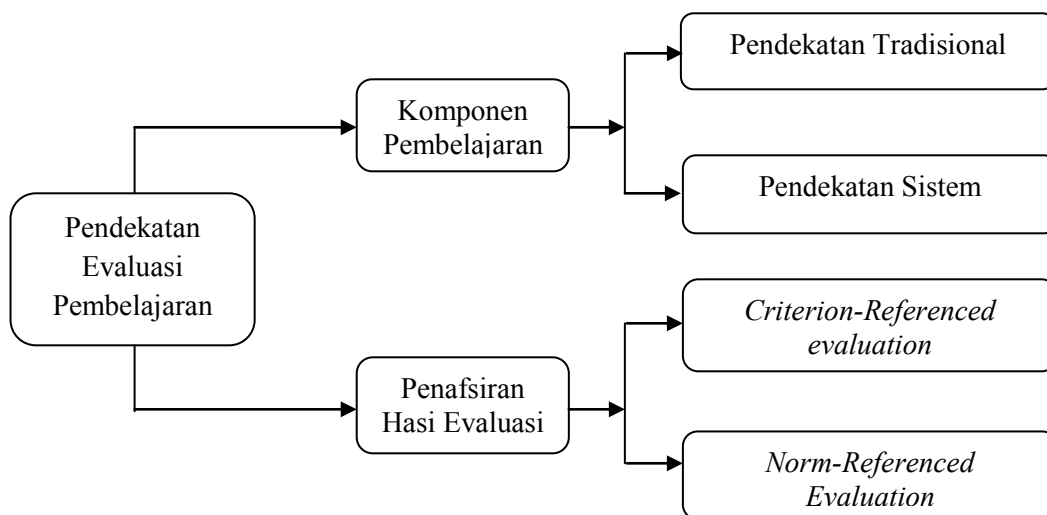 Pendekatan
Evaluasi
Pembelajaran
Komponen
Pembelajaran
Pendekatan Tradisional
Pendekatan Sistem
Penafsiran
Hasi Evaluasi
Criterion-Referenced
evaluation
Norm-Referenced
Evaluation